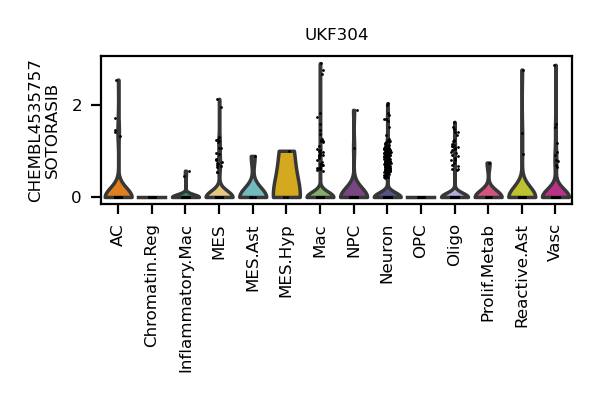 UKF304
CHEMBL4535757
SOTORASIB
2
0
AC
Chromatin.Reg
Inflammatory.Mac
MES
MES.Ast
MES.Hyp
Mac
NPC
Neuron
OPC
Oligo
Prolif.Metab
Reactive.Ast
Vasc